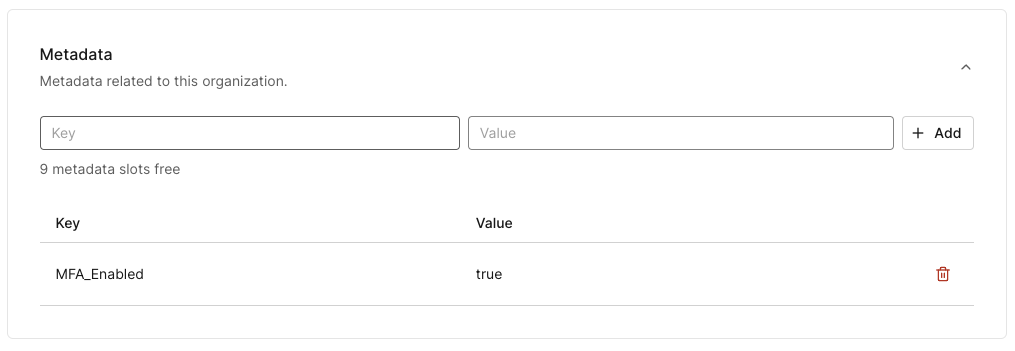 Metadata
Metadata related to this organization.
Key Value + Add
9 metadata slots free
Key Value
MFA_Enabled true